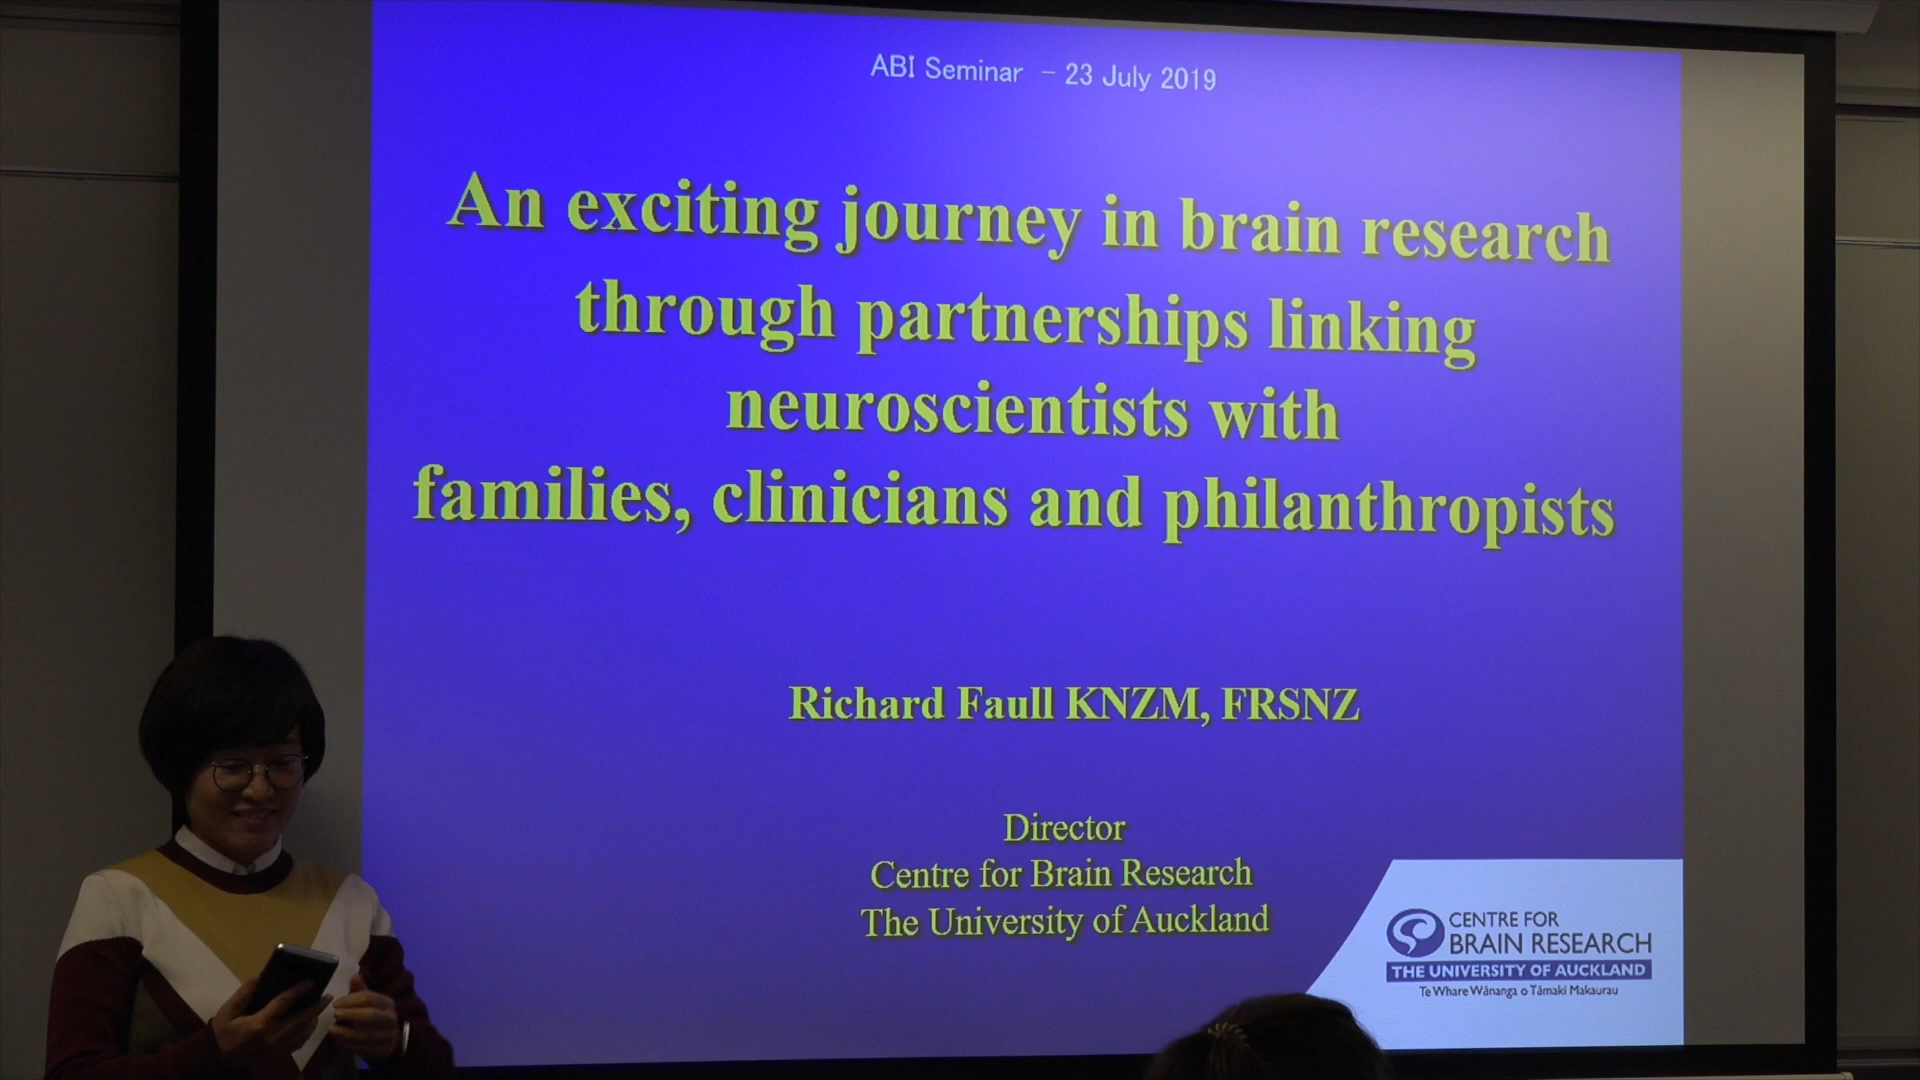 ABI Seminar – 23 July 2019
An exciting journey in brain research
through partnerships linking
neuroscientists with
families, clinicians and philanthropists
Richard Faull KNZM, FRSNZ
Director
Centre for Brain Research
The University of Auckland
CENTRE FOR
BRAIN RESEARCH
THE UNIVERSITY OF AUCKLAND
Te Whare Wānanga o Tāmaki Makaurau